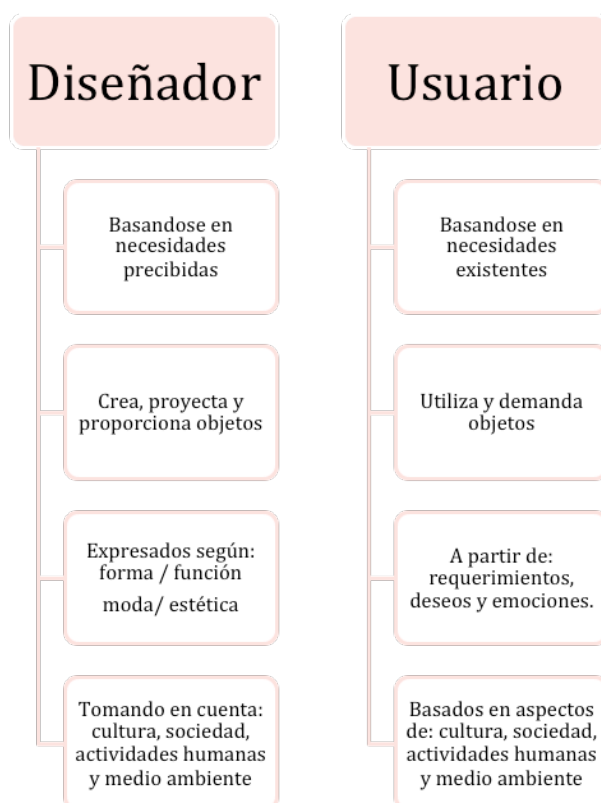 Diseñador
Basandose en
necesidades
precibidas
Crea, proyecta y
proporciona objetos
Expresados según:
forma / función
moda/ estética
Tomando en cuenta:
cultura, sociedad,
actividades humanas
y medio ambiente
Usuario
Basandose en
necesidades
existentes
Utiliza y demanda
objetos
A partir de:
requerimientos,
deseos y emociones.
Basados en aspectos
de: cultura, sociedad,
actividades humanas
y medio ambiente